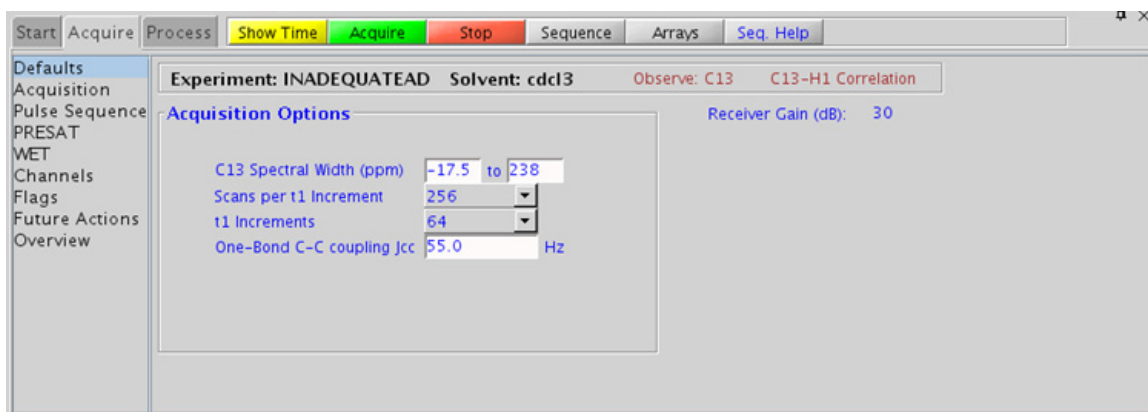 Start Acquire Process Show Time Acquire Stop Sequence Arrays Seq. Help
Defaults
Acquisition
Pulse Sequence
PRESAT
WET
Channels
Flags
Future Actions
Overview
Experiment: INADEQUATEAD Solvent: cdcl3 Observe: C13 C13-H1 Correlation
Acquisition Options
Receiver Gain (dB): 30
C13 Spectral Width (ppm) -17.5 to 238
Scans per t1 Increment 256
t1 Increments 64
One-Bond C-C coupling Jcc 55.0 Hz